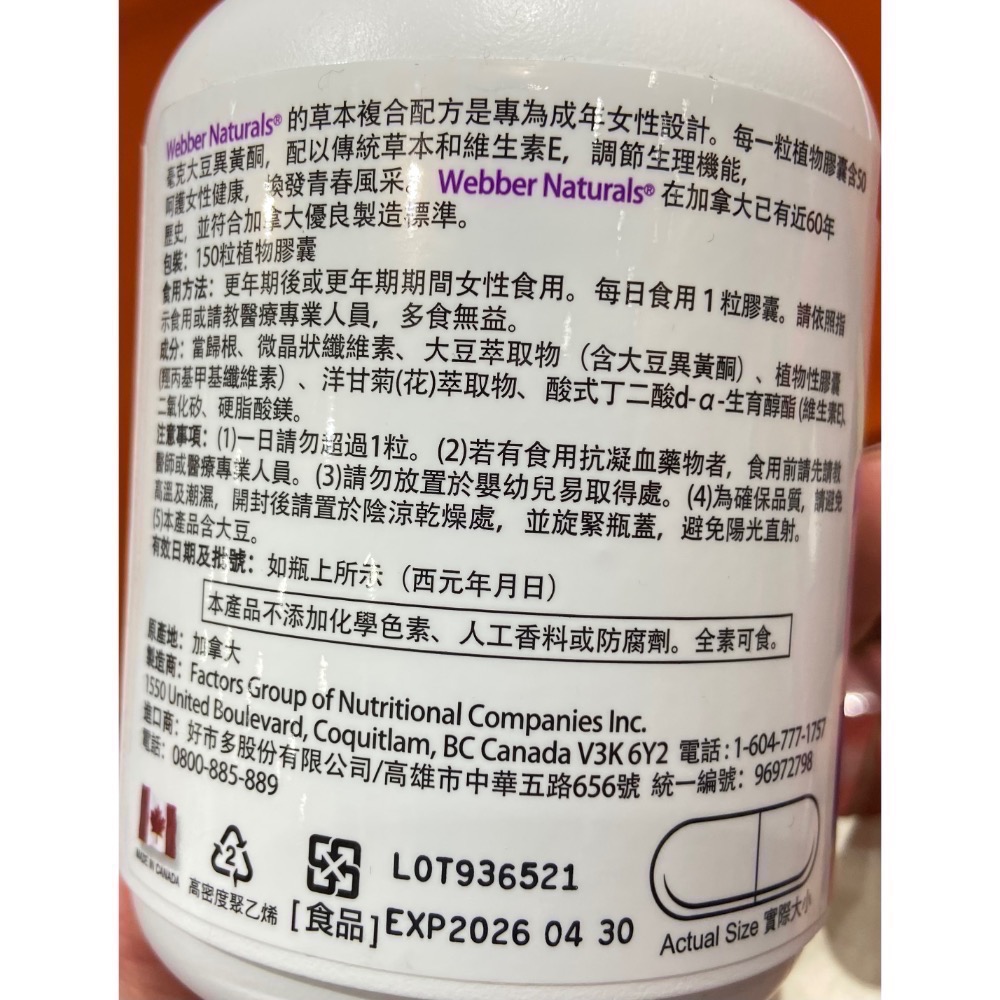 Webber Naturals® 的草本複合配方是專為成年女性設計。每一粒植物膠囊含50
毫克大豆異黃酮，配以傳統草本和維生素E，調節生理機能，
呵護女性健康，煥發青春風采。Webber Naturals® 在加拿大已有近60年
歷史，並符合加拿大優良製造標準。
包裝：150粒植物膠囊
食用方法：更年期後或更年期期間女性食用。每日食用1粒膠囊。請依照指
示食用或請教醫療專業人員，多食無益。
成分：當歸根、微晶狀纖維素、大豆萃取物（含大豆異黃酮）、植物性膠囊
(羥丙基甲基纖維素）、洋甘菊(花)萃取物、酸式丁二酸d-α-生育醇酯(維生素E)、
二氧化矽、硬脂酸鎂。
注意事項：(1)一日請勿超過1粒。(2)若有食用抗凝血藥物者，食用前請先請教
醫師或醫療專業人員。(3)請勿放置於嬰幼兒易取得處。(4)為確保品質，請避免
高溫及潮濕，開封後請置於陰涼乾燥處，並旋緊瓶蓋，避免陽光直射。
(5)本產品含大豆。
有效日期及批號：如瓶上所示（西元年月日）
本產品不添加化學色素、人工香料或防腐劑。全素可食。
原產地：加拿大
製造商：Factors Group of Nutritional Companies Inc.
1550 United Boulevard, Coquitlam, BC Canada V3K 6Y2 電話：1-604-777-1757
進口商：好市多股份有限公司/高雄市中華五路656號 統一編號：96972798
電話：0800-885-889
MADE IN CANADA
2
高密度聚乙烯
[食品]
LOT936521
EXP2026 04 30
Actual Size 實際大小